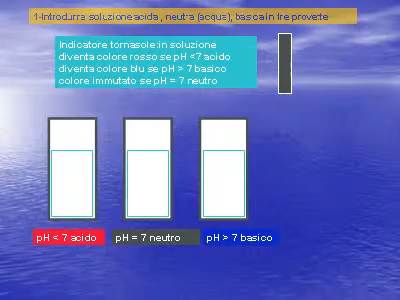 1-Introdurre soluzione acida , neutra (acqua), basica in tre provette
Indicatore tornasole:in soluzione
diventa colore rosso se pH <7 acido
diventa colore blu se pH > 7 basico
colore immutato se pH = 7 neutro
pH < 7 acido
pH = 7 neutro
pH > 7 basico